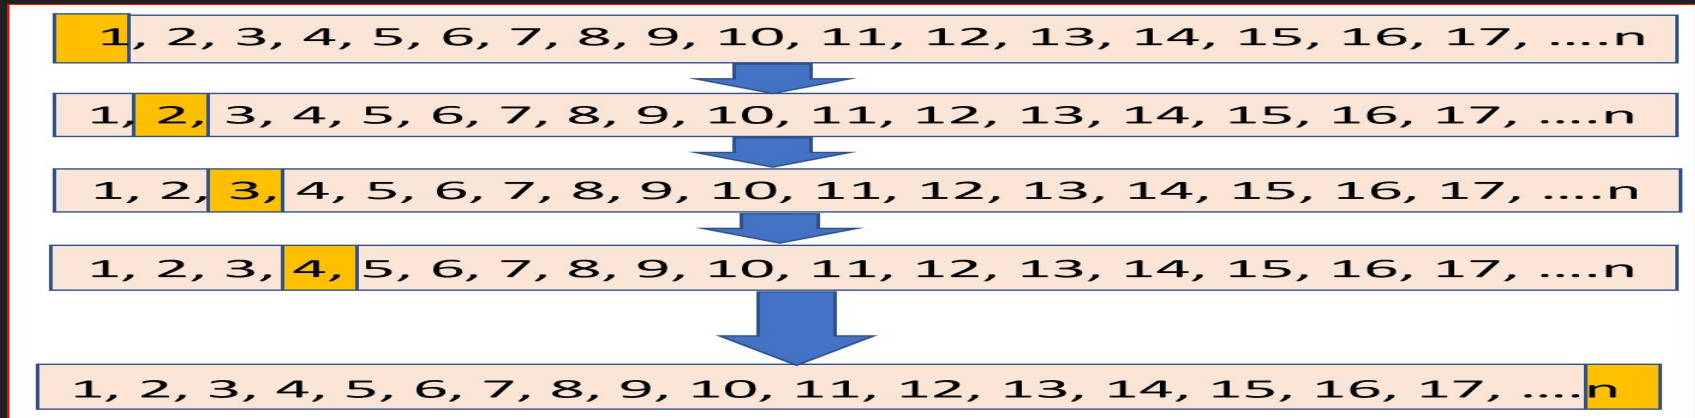 1, 2, 3, 4, 5, 6, 7, 8, 9, 10, 11, 12, 13, 14, 15, 16, 17, ....n
1, 2, 3, 4, 5, 6, 7, 8, 9, 10, 11, 12, 13, 14, 15, 16, 17, ....n
1, 2, 3, 4, 5, 6, 7, 8, 9, 10, 11, 12, 13, 14, 15, 16, 17, ....n
1, 2, 3, 4, 5, 6, 7, 8, 9, 10, 11, 12, 13, 14, 15, 16, 17, ....n
1, 2, 3, 4, 5, 6, 7, 8, 9, 10, 11, 12, 13, 14, 15, 16, 17, ....n